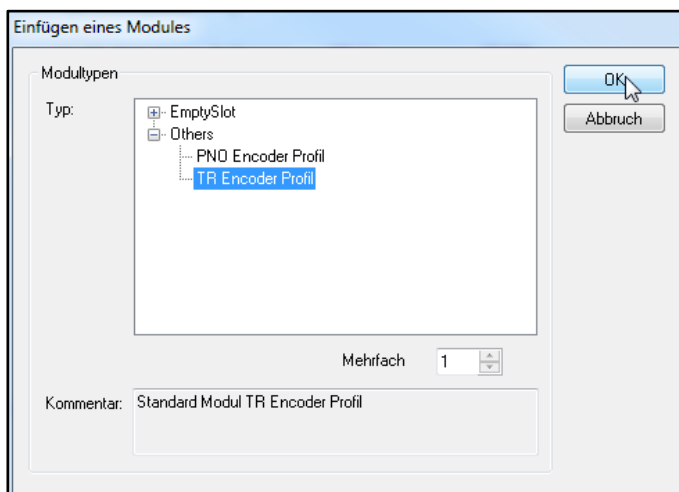 Einfügen eines Modules
Modultypen
Typ:
EmptySlot
Others
PNO Encoder Profil
TR Encoder Profil
OK
Abbruch
Mehrfach 1
Kommentar: Standard Modul TR Encoder Profil